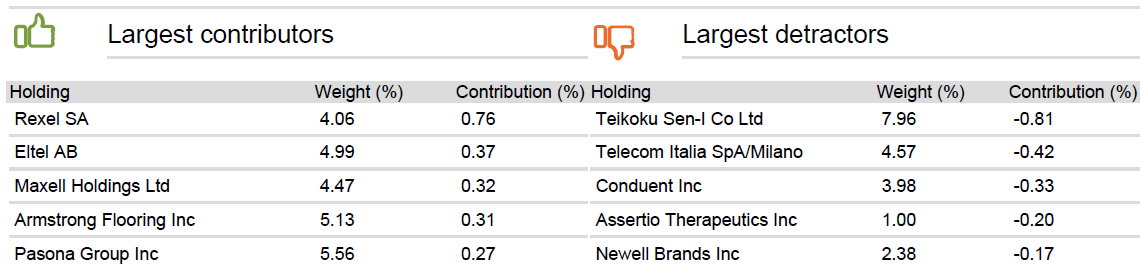 Largest contributors Largest detractors
Holding Weight (%) Contribution (%) Holding Weight (%) Contribution (%)
Rexel SA 4.06 0.76 Teikoku Sen-I Co Ltd 7.96 -0.81
Eltel AB 4.99 0.37 Telecom Italia SpA/Milano 4.57 -0.42
Maxell Holdings Ltd 4.47 0.32 Conduent Inc 3.98 -0.33
Armstrong Flooring Inc 5.13 0.31 Assertio Therapeutics Inc 1.00 -0.20
Pasona Group Inc 5.56 0.27 Newell Brands Inc 2.38 -0.17